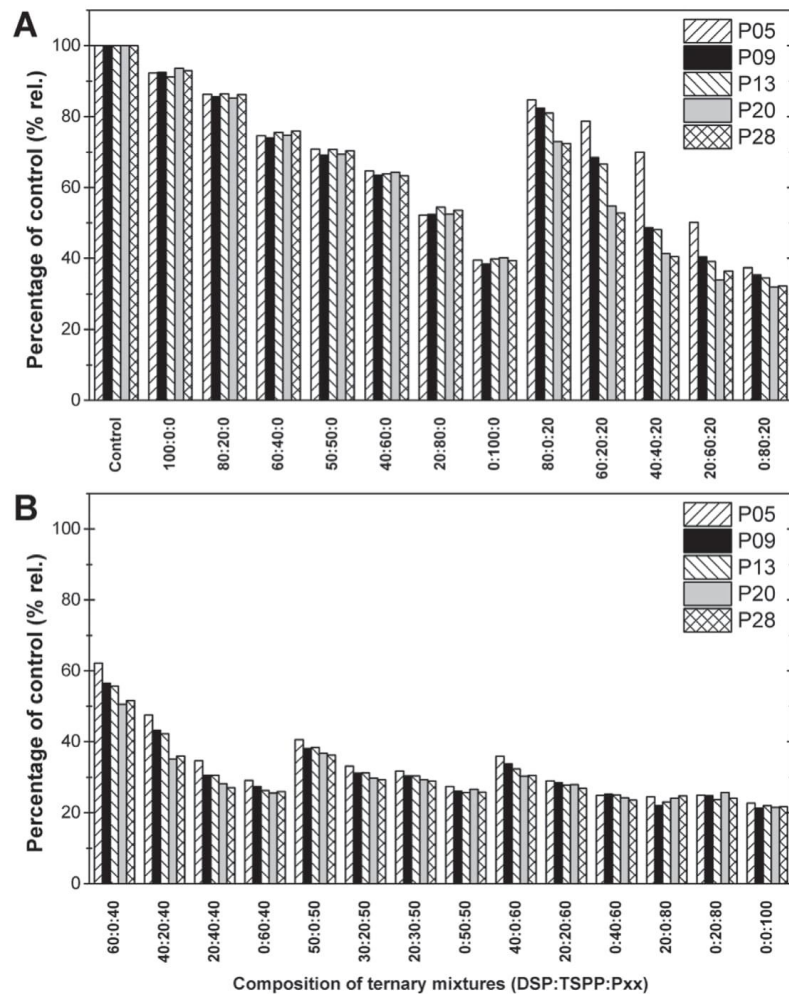 A
Percentage of control (% rel.)
100
80
60
40
20
0
P05
P09
P13
P20
P28
Control
100:0:0
80:20:0
60:40:0
50:50:0
40:60:0
20:80:0
0:100:0
80:0:20
60:20:20
40:40:20
20:60:20
0:80:20
B
Percentage of control (% rel.)
100
80
60
40
20
0
P05
P09
P13
P20
P28
60:0:40
40:20:40
20:40:40
0:60:40
50:0:50
30:20:50
20:30:50
0:50:50
40:0:60
20:20:60
0:40:60
20:0:80
0:20:80
0:0:100
Composition of ternary mixtures (DSP:TSPP:Pxx)